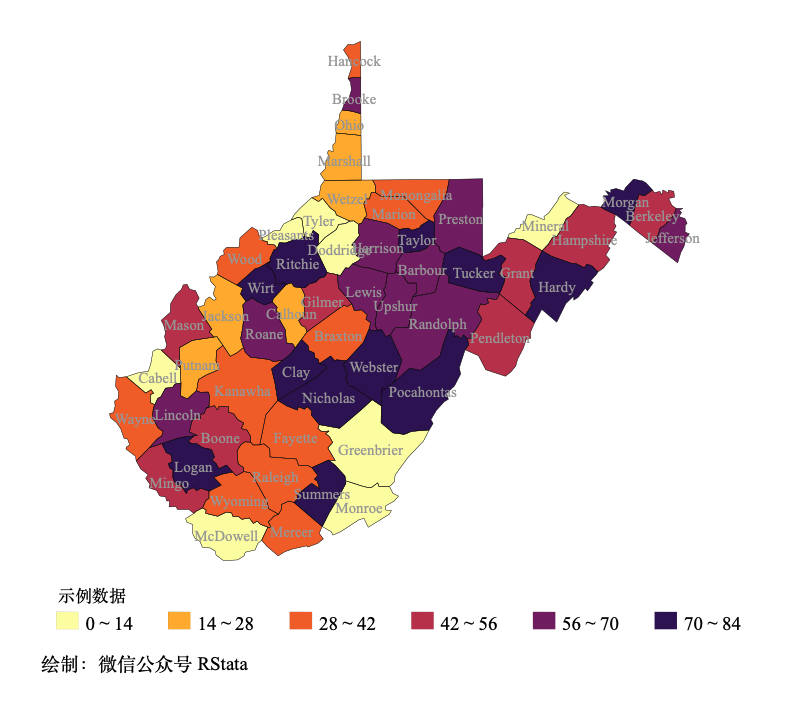 Hancock
Brooke
Ohio
Marshall
Wetzel
Monongalia
Marion
Preston
Tyler
Pleasants
Doddridge
Harrison
Taylor
Mineral
Hampshire
Morgan
Berkeley
Jefferson
Wood
Ritchie
Barbour
Tucker
Grant
Hardy
Wirt
Lewis
Gilmer
Calhoun
Upshur
Jackson
Mason
Roane
Randolph
Pendleton
Braxton
Putnam
Cabell
Clay
Webster
Kanawha
Nicholas
Pocahontas
Wayne
Lincoln
Boone
Fayette
Greenbrier
Logan
Mingo
Raleigh
Summers
Wyoming
Monroe
McDowell
Mercer
示例数据
0 ~ 14 14 ~ 28 28 ~ 42 42 ~ 56 56 ~ 70 70 ~ 84
绘制：微信公众号 RStata